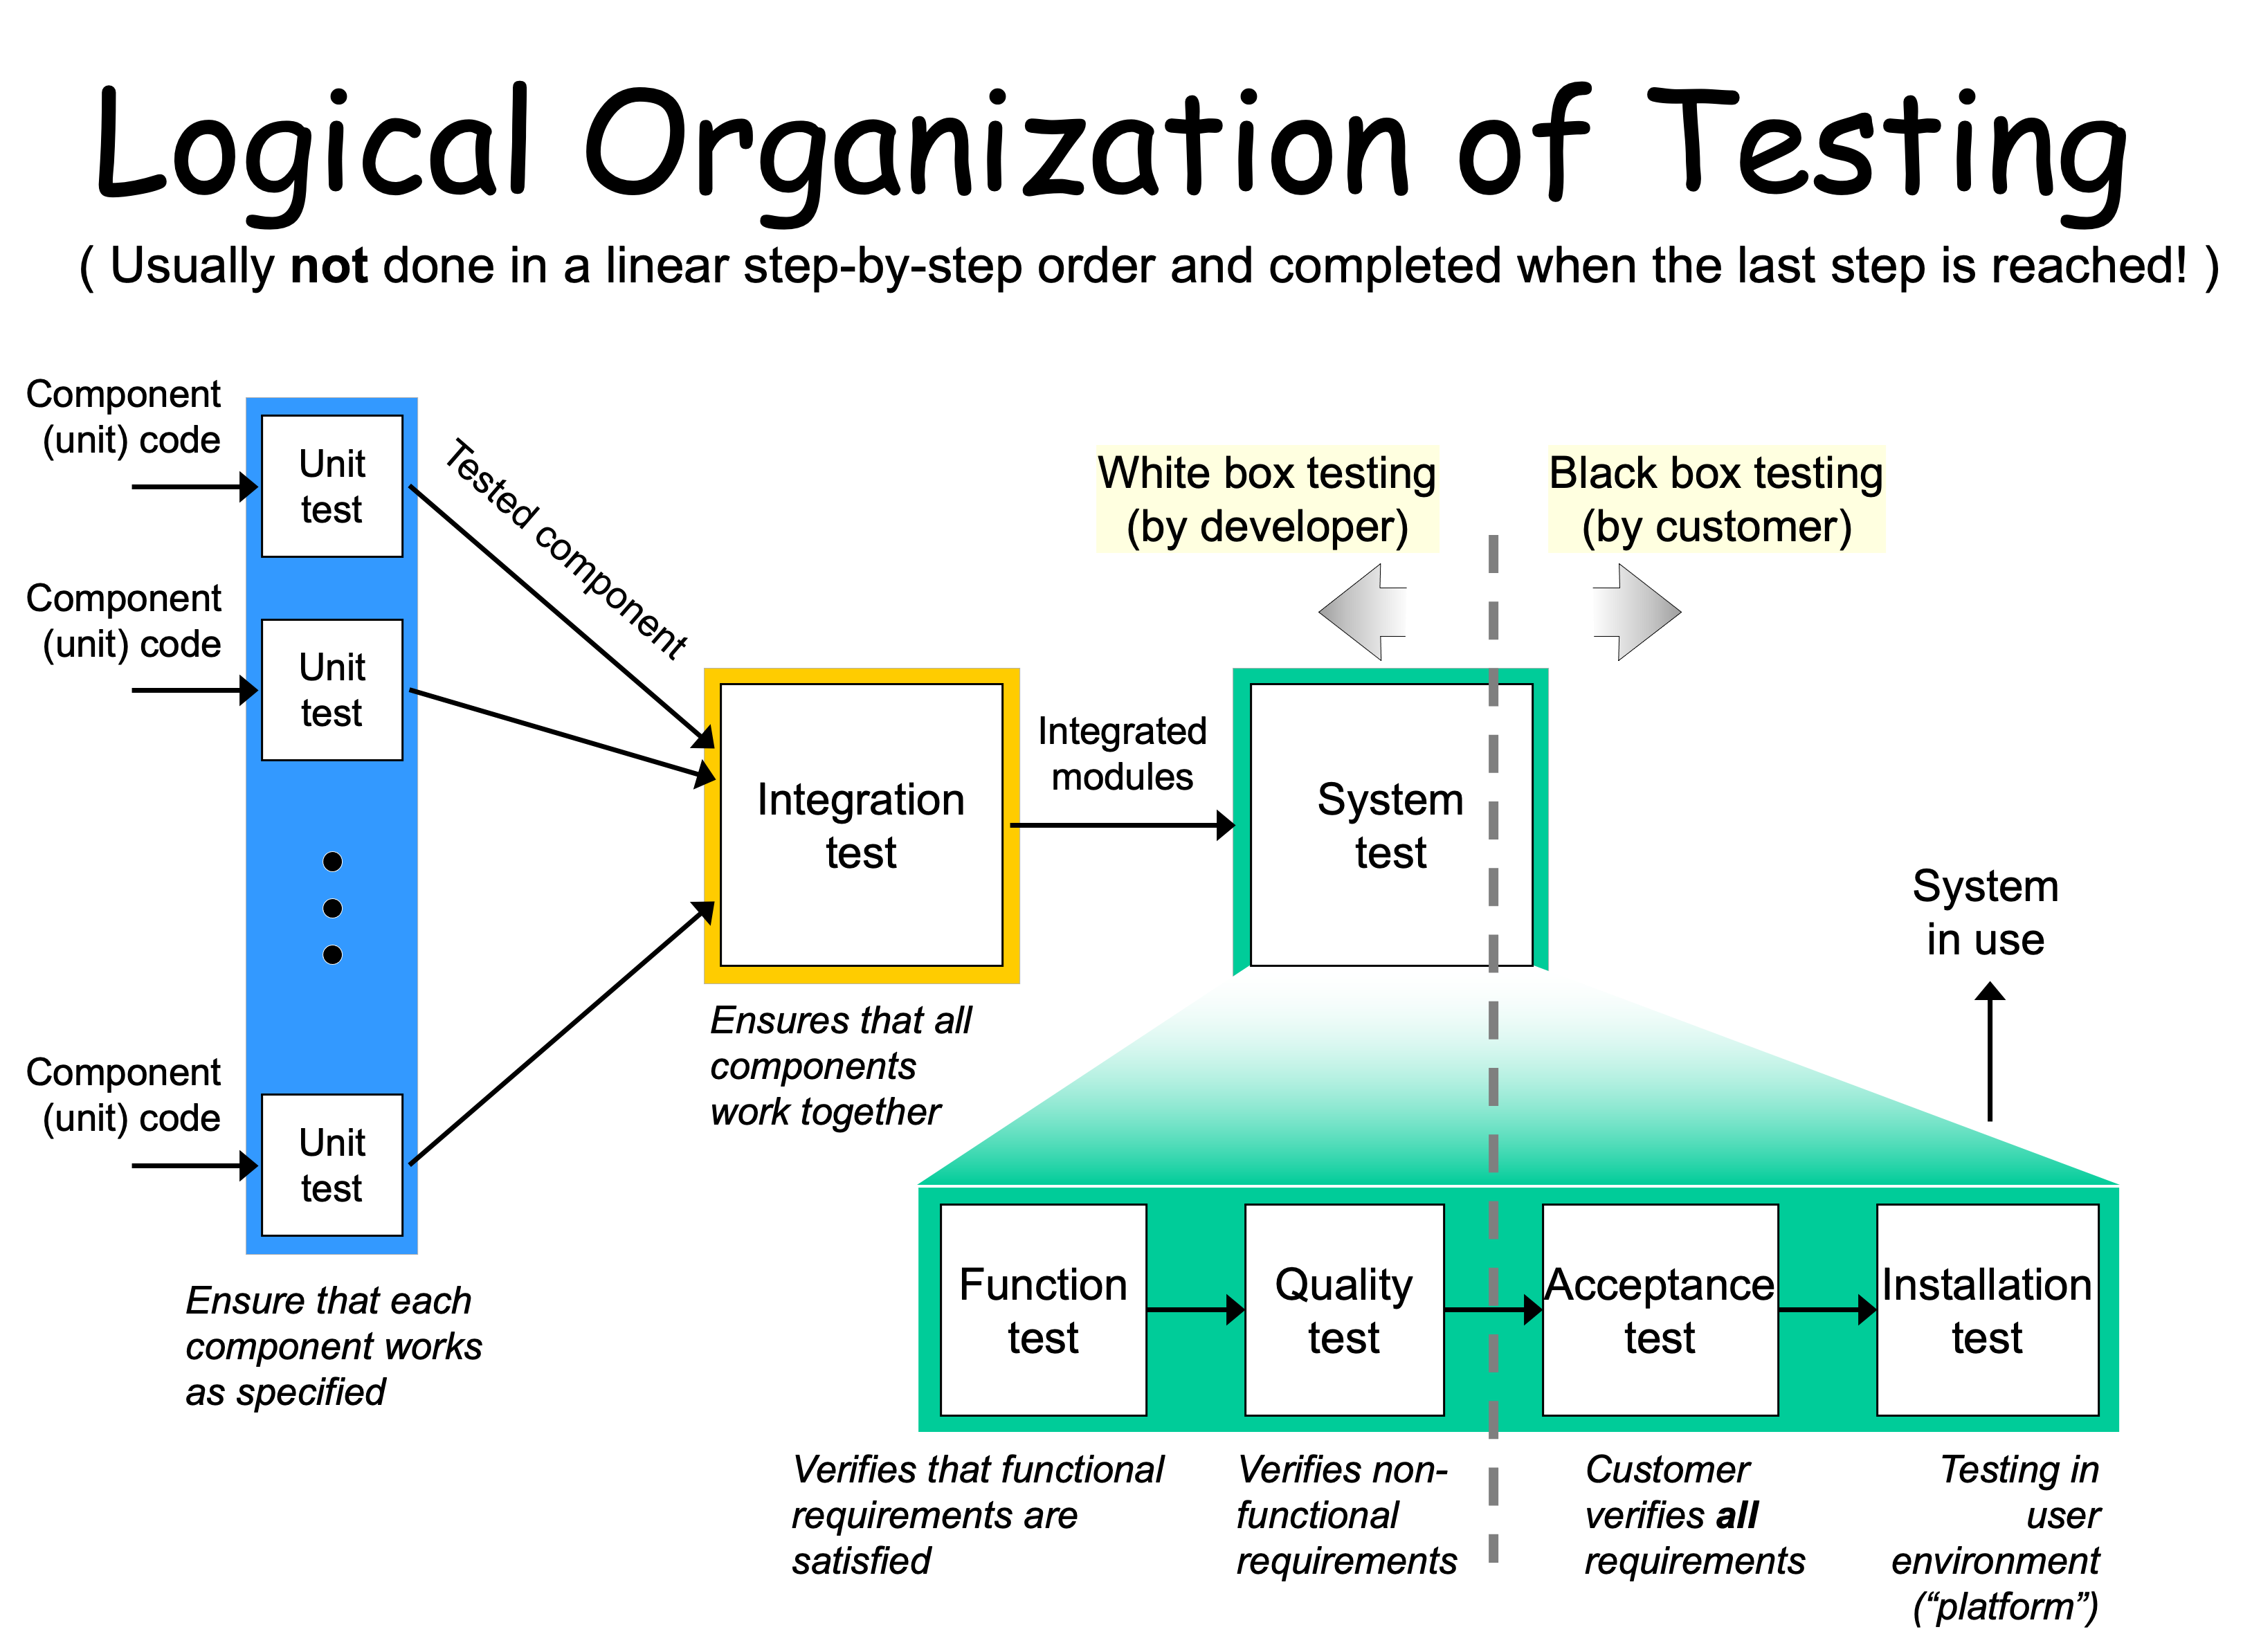 Logical Organization of Testing
( Usually not done in a linear step-by-step order and completed when the last step is reached! )
Component
(unit) code
Unit
test
Component
(unit) code
Unit
test
Component
(unit) code
Unit
test
Ensure that each
component works
as specified
Tested component
Integration
test
Ensures that all
components
work together
Integrated
modules
White box testing
(by developer)
Black box testing
(by customer)
System
test
System
in use
Function
test
Quality
test
Acceptance
test
Installation
test
Verifies that functional
requirements are
satisfied
Verifies non-
functional
requirements
Customer
verifies all
requirements
Testing in
user
environment
(“platform”)